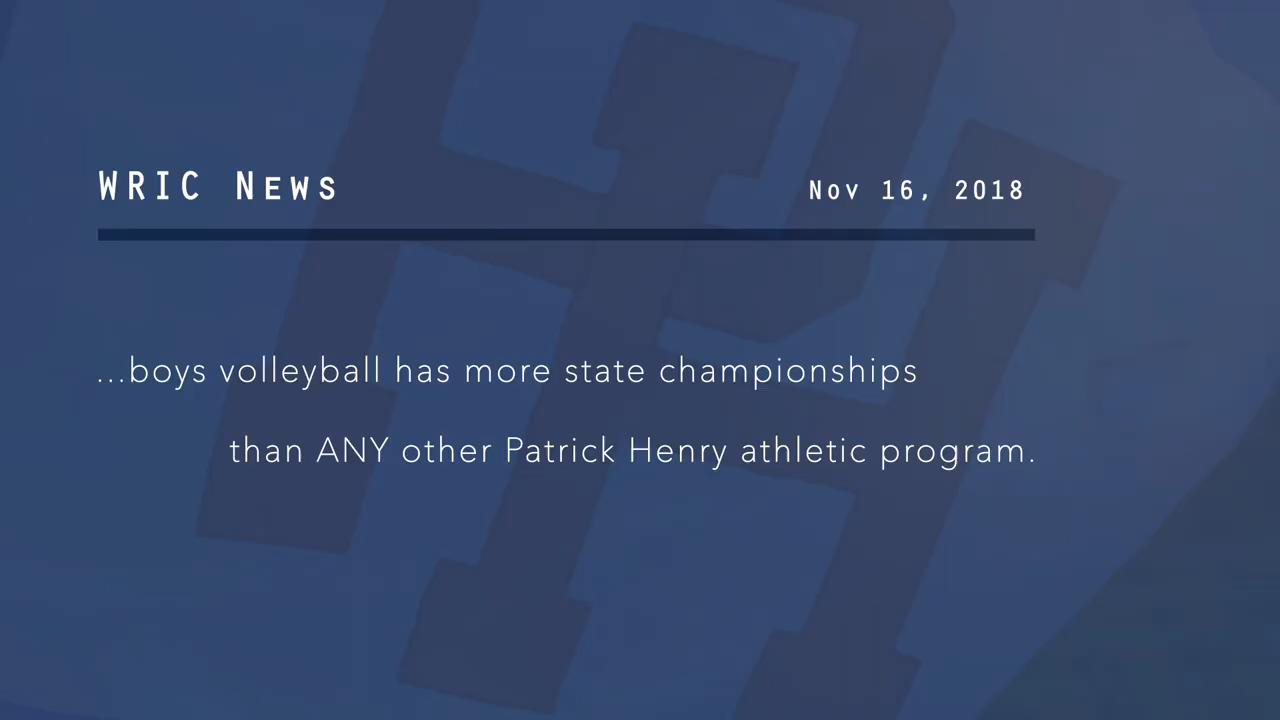 WRIC News
Nov 16, 2018
...boys volleyball has more state championships
than ANY other Patrick Henry athletic program.